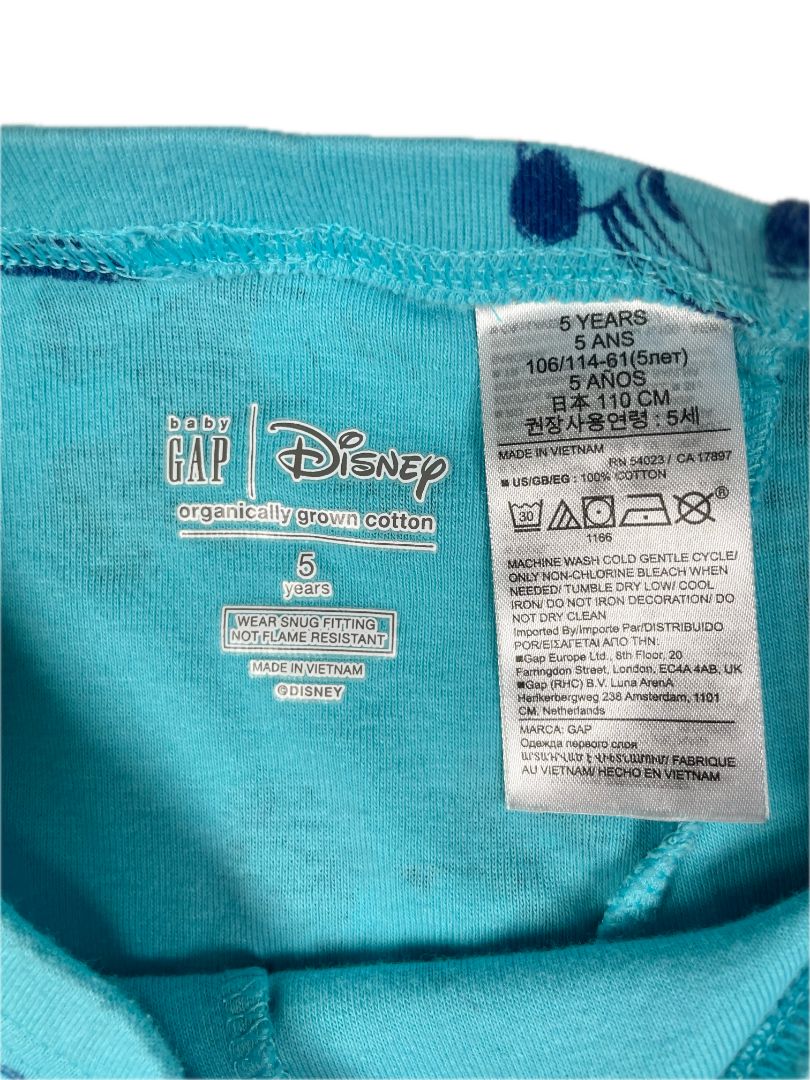 baby
GAP
Disney
organically grown cotton
5
years
WEAR SNUG FITTING
NOT FLAME RESISTANT
MADE IN VIETNAM
©DISNEY
5 YEARS
5 ANS
106/114-61(5лет)
5 AÑOS
日本 110 CM
권장사용연령 : 5세
MADE IN VIETNAM
RN 54023 / CA 17897
■ US/GB/EG : 100% COTTON
30
®
1166
MACHINE WASH COLD GENTLE CYCLE/
ONLY NON-CHLORINE BLEACH WHEN
NEEDED/ TUMBLE DRY LOW/ COOL
IRON/ DO NOT IRON DECORATION/ DO
NOT DRY CLEAN
Imported By/Importe Par/DISTRIBUIDO
POR/ΕΙΣΑΓΕΤΑΙ ΑΠΟ ΤΗΝ:
■Gap Europe Ltd., 8th Floor, 20
Farringdon Street, London, EC4A 4AB, UK
■Gap (RHC) B.V. Luna ArenA
Herikerbergweg 238 Amsterdam, 1101
CM, Netherlands
MARCA: GAP
Одежда первого слоя
ԱՐՏԱԴՐՎԱԾ Է ՎԻԵՏՆԱՄՈՒՄ/ FABRIQUE
AU VIETNAM/ HECHO EN VIETNAM